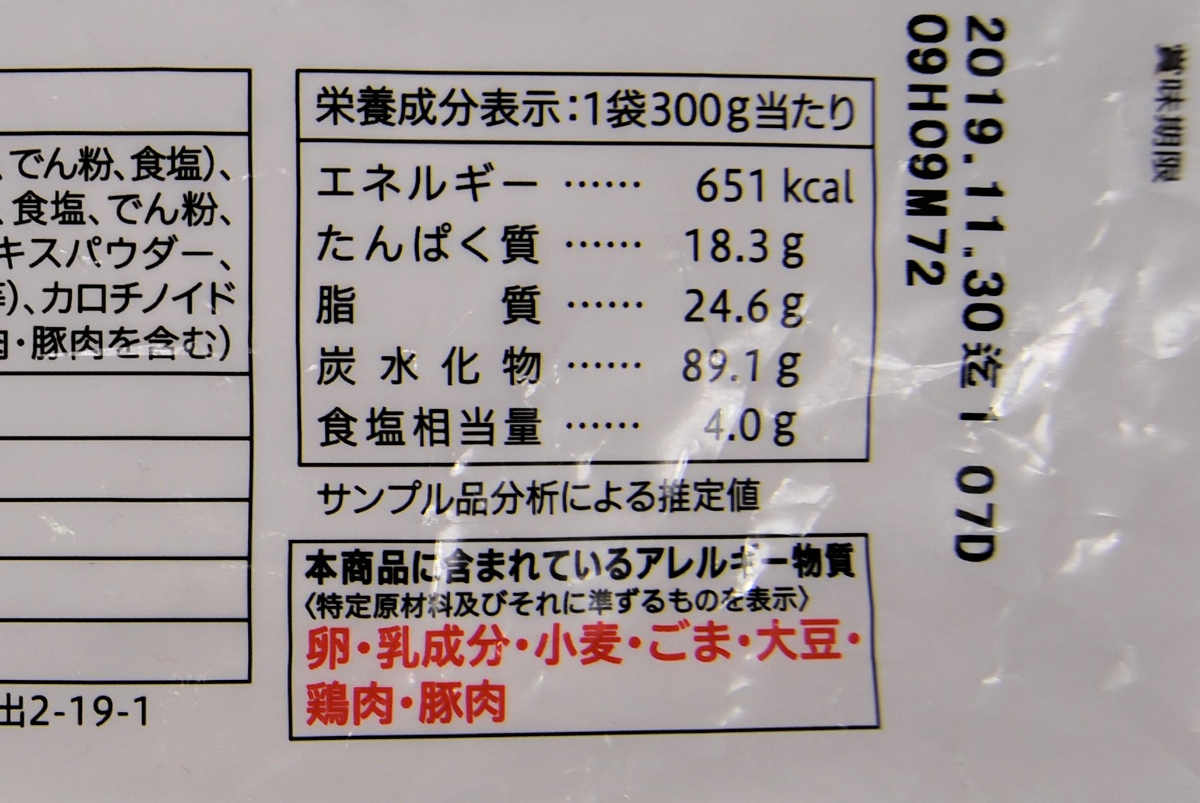 、でん粉、食塩)、
、食塩、でん粉、
キスパウダー、
等)、カロチノイド
肉・豚肉を含む)
出2-19-1
栄養成分表示:1袋300g当たり
エネルギー …… 651 kcal
たんぱく質 …… 18.3 g
脂質 …… 24.6 g
炭水化物 …… 89.1 g
食塩相当量 …… 4.0 g
サンプル品分析による推定値
本商品に含まれているアレルギー物質
〈特定原材料及びそれに準ずるものを表示〉
卵・乳成分・小麦・ごま・大豆・
鶏肉・豚肉
賞味期限
2019.11.30迄1 07D
09H09M72